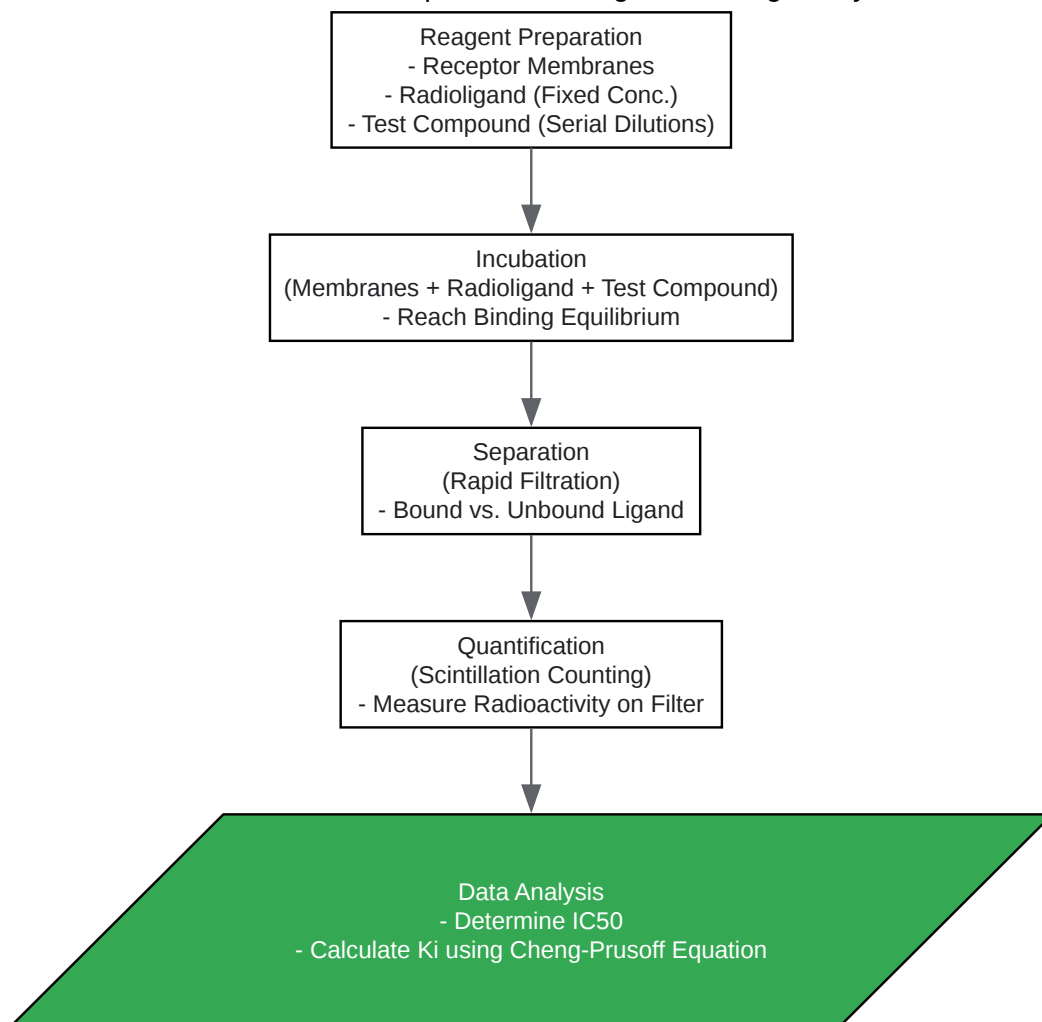 Reagent Preparation
- Receptor Membranes
- Radioligand (Fixed Conc.)
- Test Compound (Serial Dilutions)
Incubation
(Membranes + Radioligand + Test Compound)
- Reach Binding Equilibrium
Separation
(Rapid Filtration)
- Bound vs. Unbound Ligand
Quantification
(Scintillation Counting)
- Measure Radioactivity on Filter
Data Analysis
- Determine IC50
- Calculate Ki using Cheng-Prusoff Equation